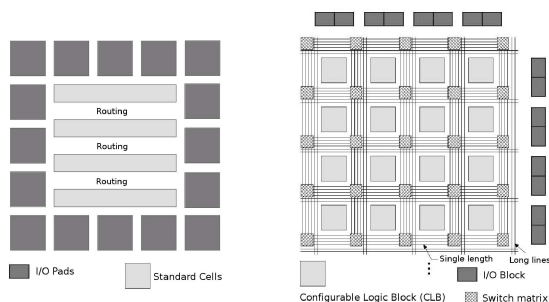 Routing
Routing
Routing
I/O Pads
Standard Cells
Single length
Long lines
I/O Block
Configurable Logic Block (CLB)
Switch matrix